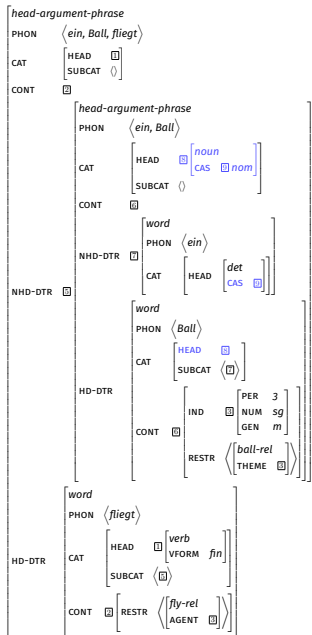 head-argument-phrase
PHON ⟨ein, Ball, fliegt⟩
CAT [HEAD 1
SUBCAT ⟨⟩]
CONT 2
head-argument-phrase
PHON ⟨ein, Ball⟩
CAT [HEAD 8 [noun
CAS 9 nom]
SUBCAT ⟨⟩]
CONT 6
NHD-DTR 7 [word
PHON ⟨ein⟩
CAT [HEAD [det
CAS 9]]]
NHD-DTR 5
HD-DTR [word
PHON ⟨Ball⟩
CAT [HEAD 8
SUBCAT ⟨7⟩]
CONT 6 [IND 3 [PER 3
NUM sg
GEN m]
RESTR ⟨[ball-rel
THEME 3]⟩]]
HD-DTR [word
PHON ⟨fliegt⟩
CAT [HEAD 1 [verb
VFORM fin]
SUBCAT ⟨5⟩]
CONT 2 [RESTR ⟨[fly-rel
AGENT 3]⟩]]